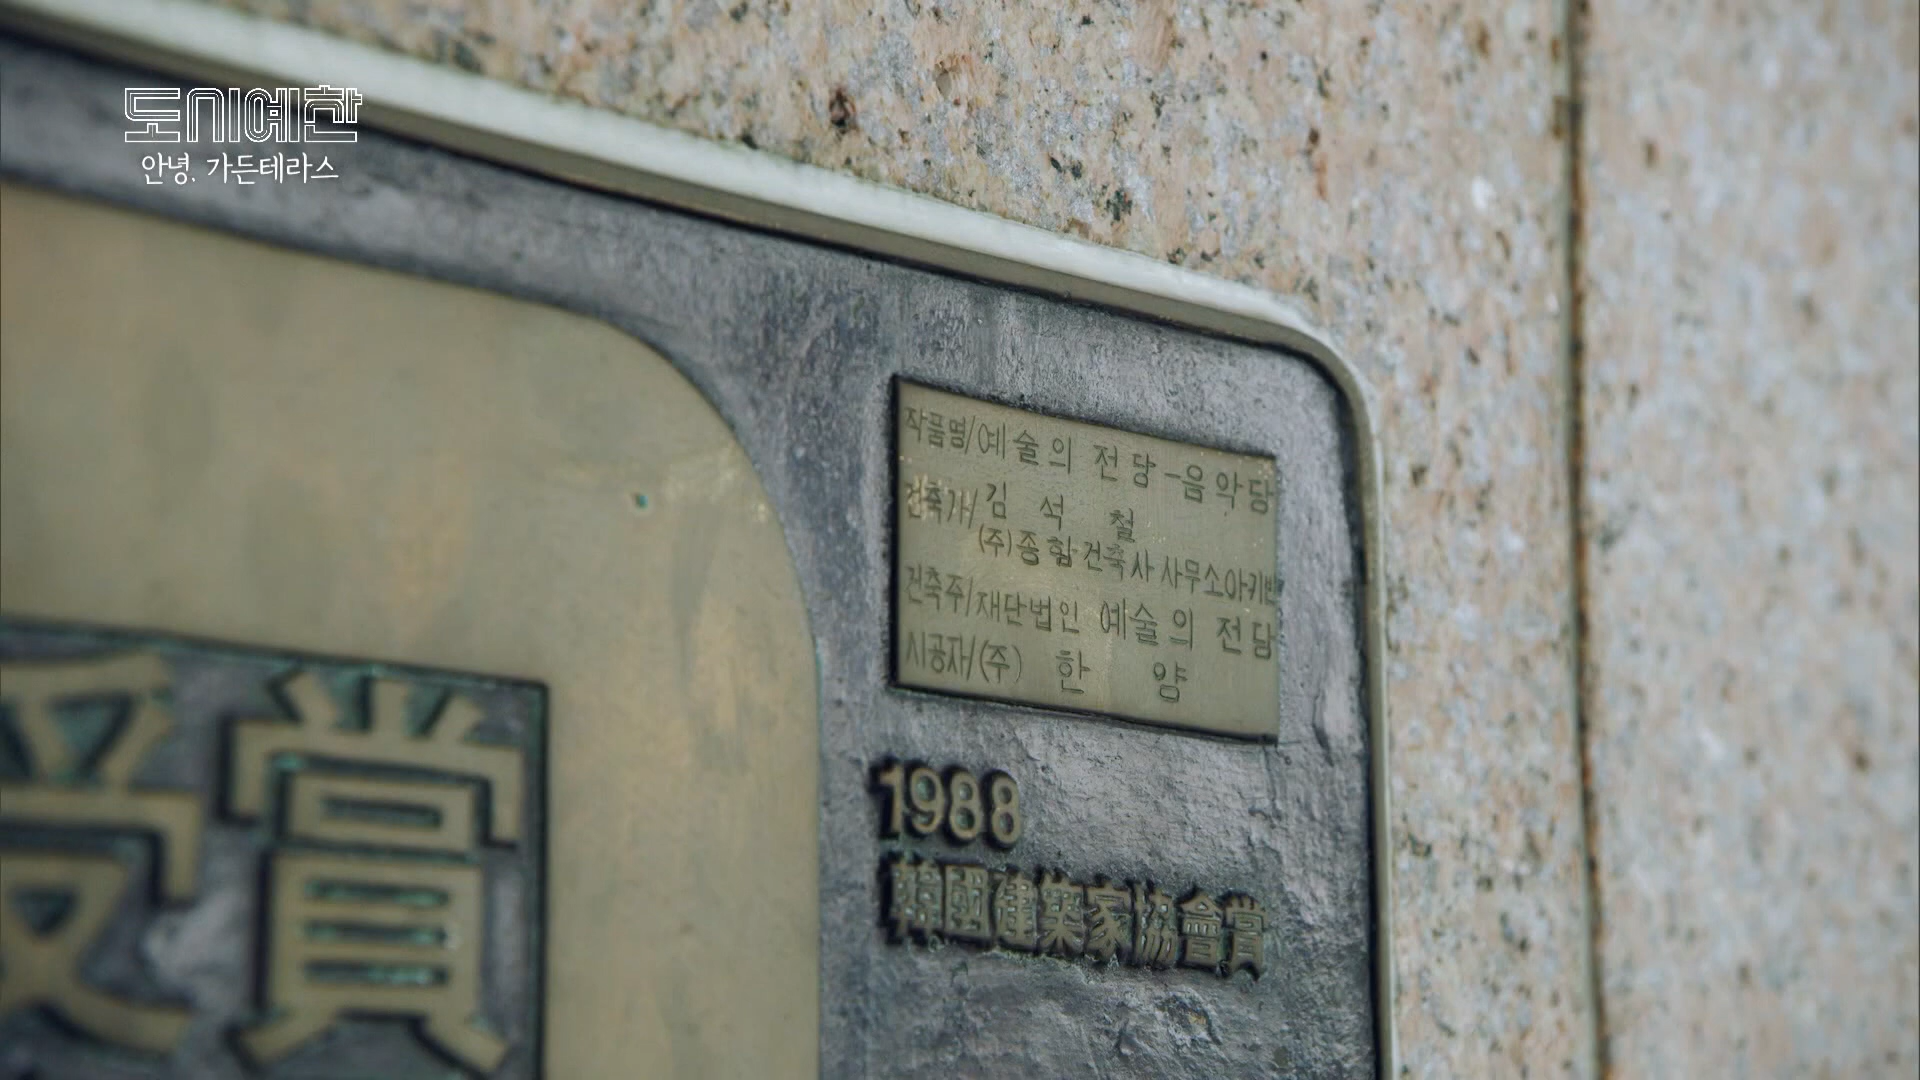 도시예찬
안녕, 가든테라스
작품명/예술의 전당-음악당
건축가/김 석 철
(주)종합건축사 사무소아키반
건축주/재단법인 예술의 전당
시공자/(주) 한 양
1988
韓國建築家協會賞
受賞